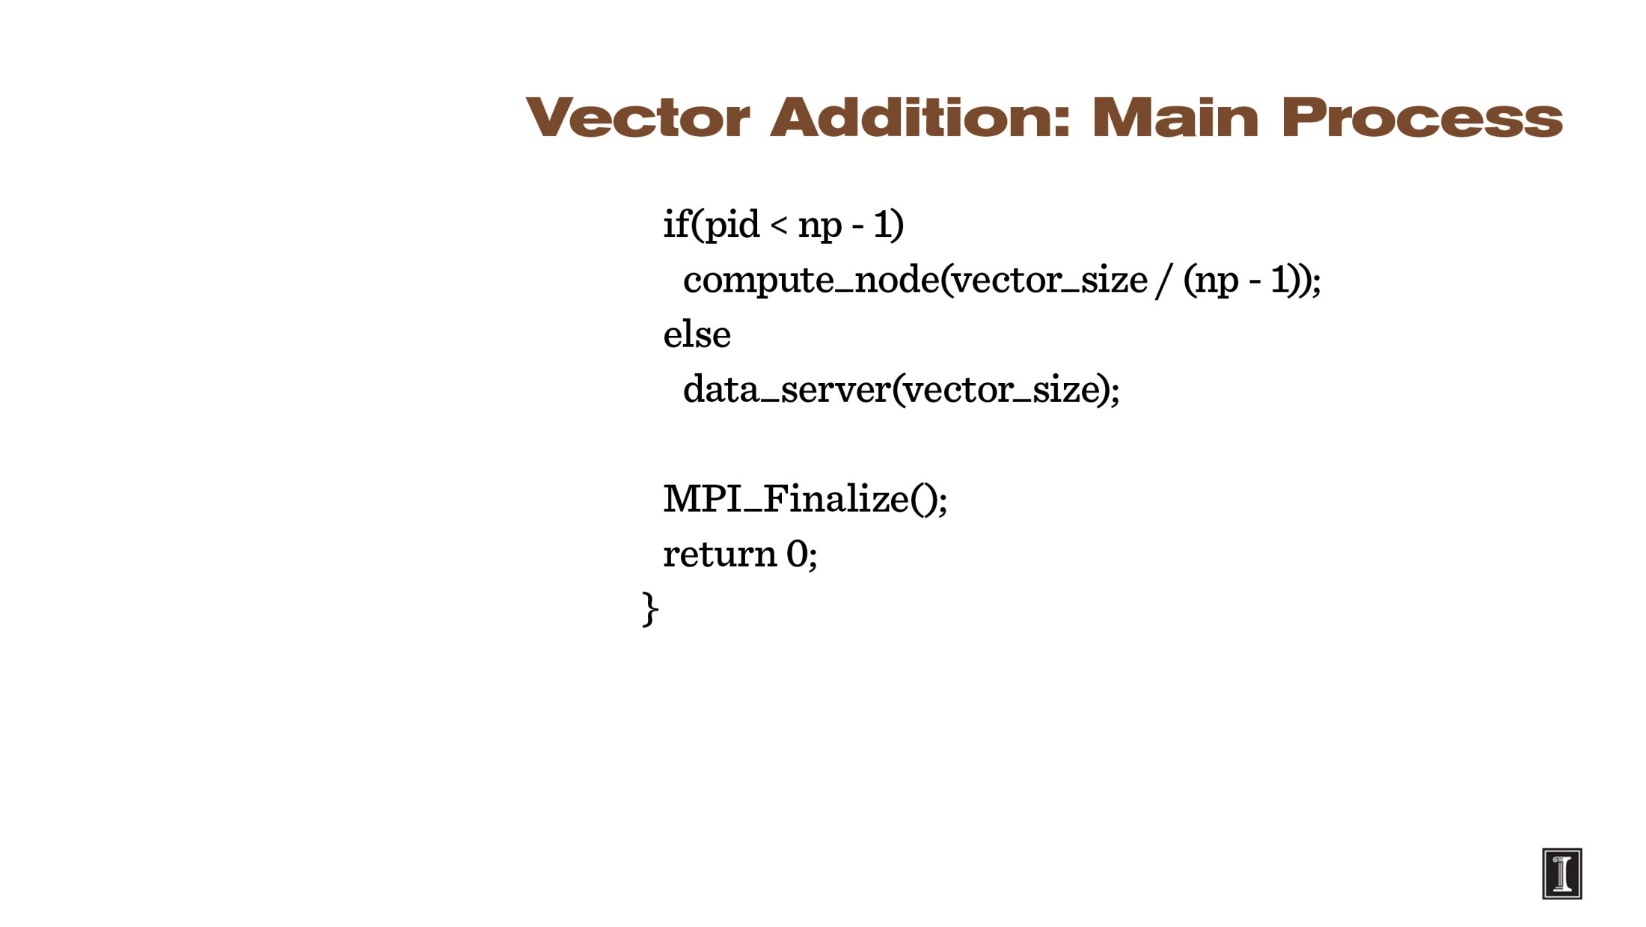 Vector Addition: Main Process
if(pid < np - 1)
compute_node(vector_size / (np - 1));
else
data_server(vector_size);
MPI_Finalize();
return 0;
}
I